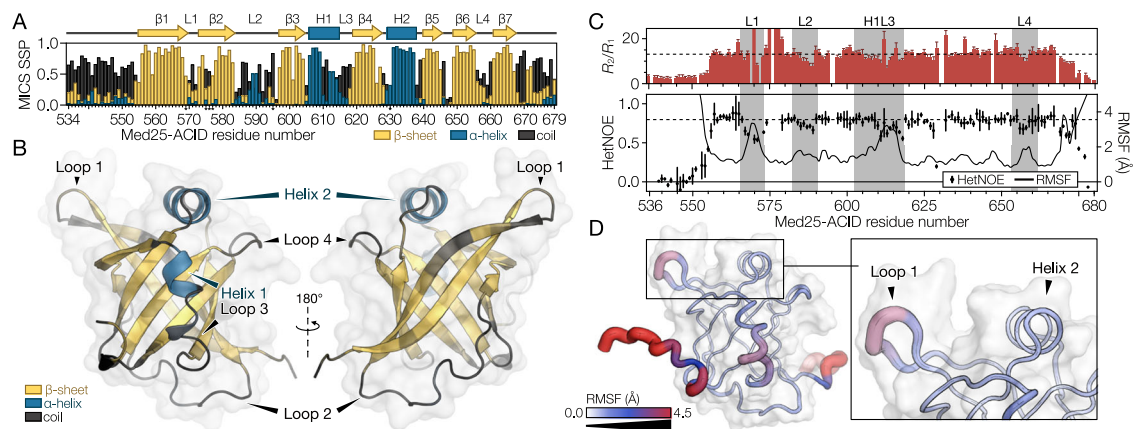 A
β1 L1 β2 L2 β3 H1 L3 β4 H2 β5 β6 L4 β7
MICS SSP
1.0
0.5
0.0
534 540 550 560 570 580 590 600 610 620 630 640 650 660 670 679
Med25-ACID residue number
β-sheet α-helix coil
B
Loop 1
Helix 2
Loop 1
Loop 4
Helix 1
Loop 3
180°
Loop 2
β-sheet
α-helix
coil
C
L1 L2 H1L3 L4
R2/R1
20
10
0
HetNOE
1.0
0.5
0.0
RMSF (Å)
4
2
0
HetNOE RMSF
536 550 575 600 625 650 680
Med25-ACID residue number
D
RMSF (Å)
0.0 4.5
Loop 1
Helix 2